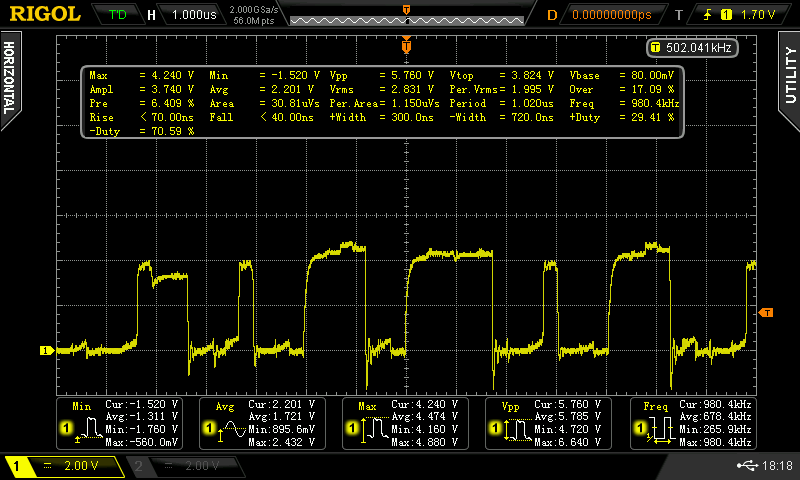 RIGOL T'D H 1.000us 2.000GSa/s 56.0M pts D 0.00000000ps T 1 1.70 V
HORIZONTAL
UTILITY
T
T 502.041kHz
Max = 4.240 V Min = -1.520 V Vpp = 5.760 V Vtop = 3.824 V Vbase = 80.00mV
Ampl = 3.740 V Avg = 2.201 V Vrms = 2.831 V Per.Vrms= 1.995 V Over = 17.09 %
Pre = 6.409 % Area = 30.81uVs Per.Area= 1.150uVs Period = 1.020us Freq = 980.4kHz
Rise < 70.00ns Fall < 40.00ns +Width = 300.0ns -Width = 720.0ns +Duty = 29.41 %
-Duty = 70.59 %
T
1
Min Cur:-1.520 V
Avg:-1.311 V
1 Min:-1.760 V
Max:-560.0mV
Avg Cur:2.201 V
Avg:1.721 V
1 Min:895.6mV
Max:2.432 V
Max Cur:4.240 V
Avg:4.474 V
1 Min:4.160 V
Max:4.880 V
Vpp Cur:5.760 V
Avg:5.785 V
1 Min:4.720 V
Max:6.640 V
Freq Cur:980.4kHz
Avg:678.4kHz
1 Min:265.9kHz
Max:980.4kHz
1 = 2.00 V 2 = 2.00 V 18:18